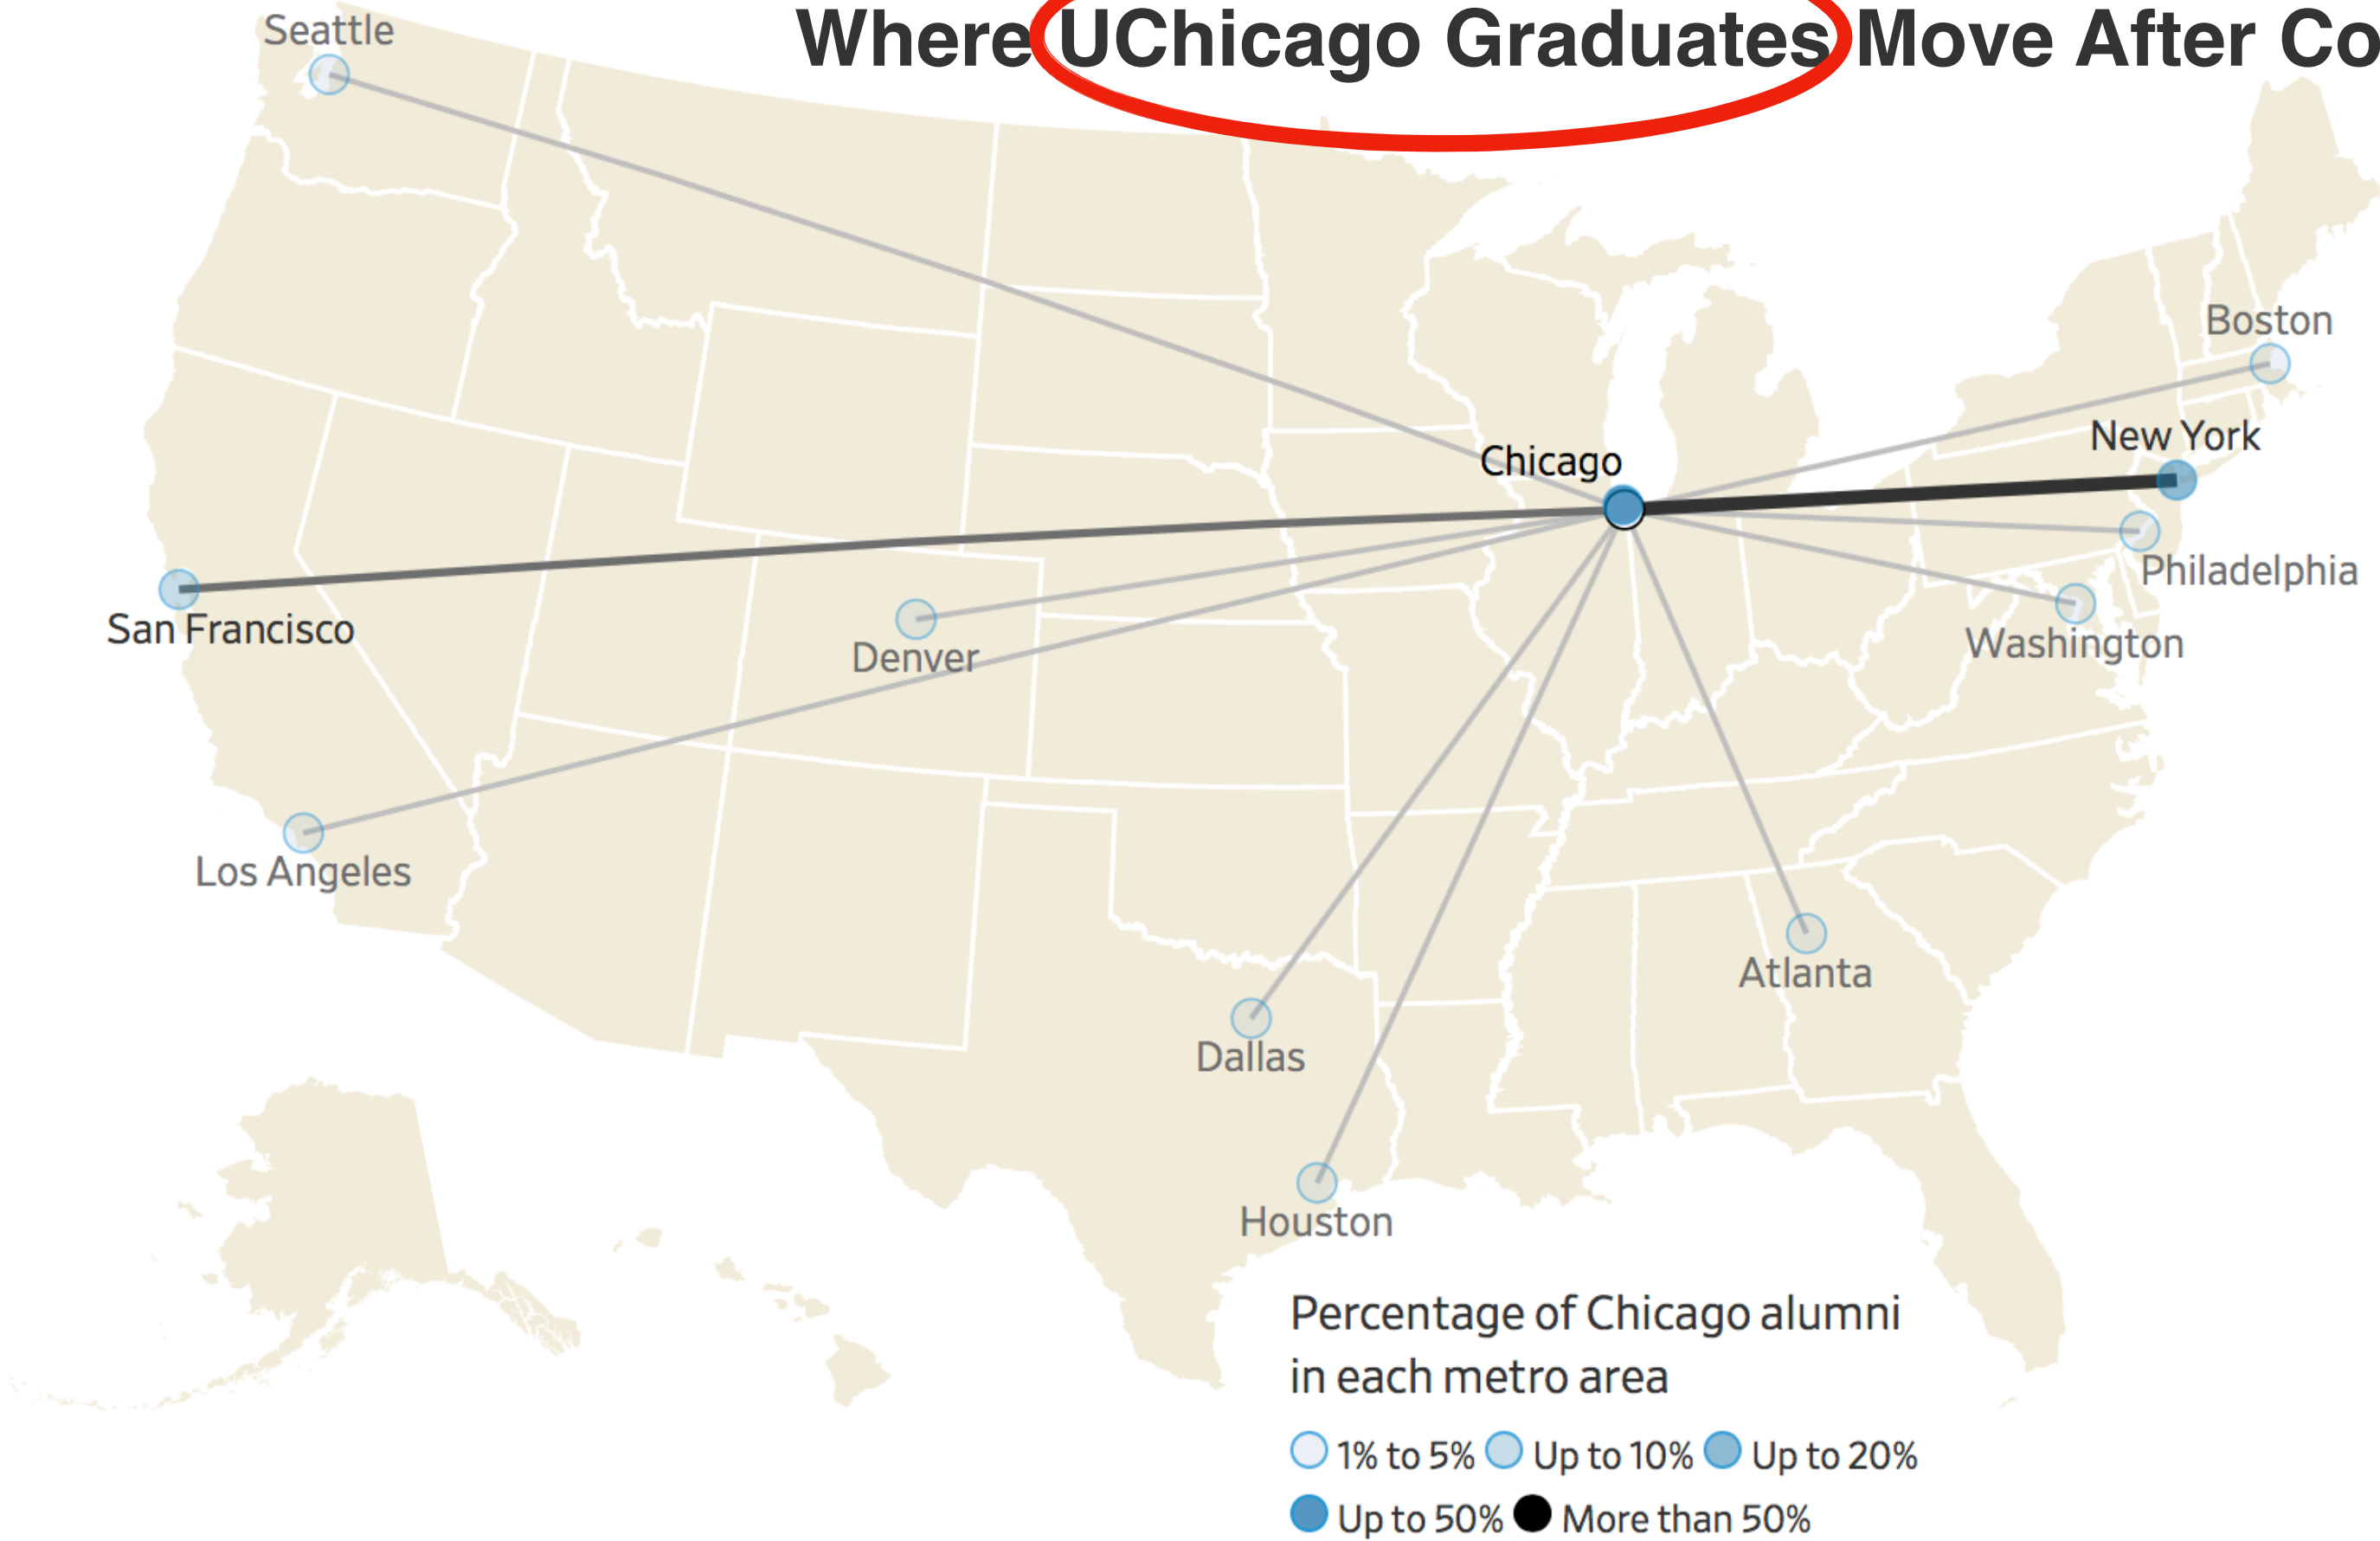 Where UChicago Graduates Move After Co
Seattle
Boston
New York
Chicago
Philadelphia
San Francisco
Denver
Washington
Los Angeles
Atlanta
Dallas
Houston
Percentage of Chicago alumni
in each metro area
1% to 5% Up to 10% Up to 20%
Up to 50% More than 50%